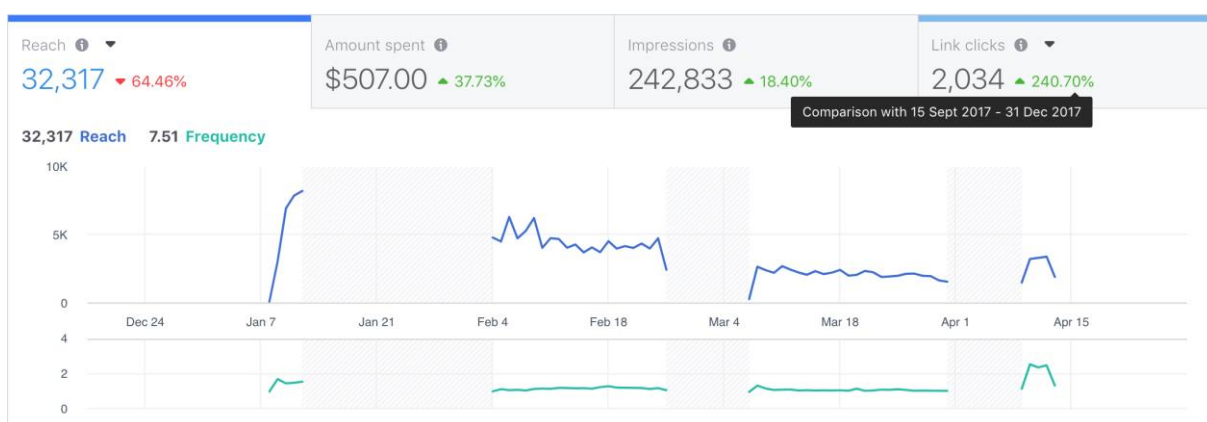 Reach
32,317 64.46%
Amount spent
$507.00 37.73%
Impressions
242,833 18.40%
Link clicks
2,034 240.70%
Comparison with 15 Sept 2017 - 31 Dec 2017
32,317 Reach 7.51 Frequency
10K
5K
0
Dec 24 Jan 7 Jan 21 Feb 4 Feb 18 Mar 4 Mar 18 Apr 1 Apr 15
4
2
0